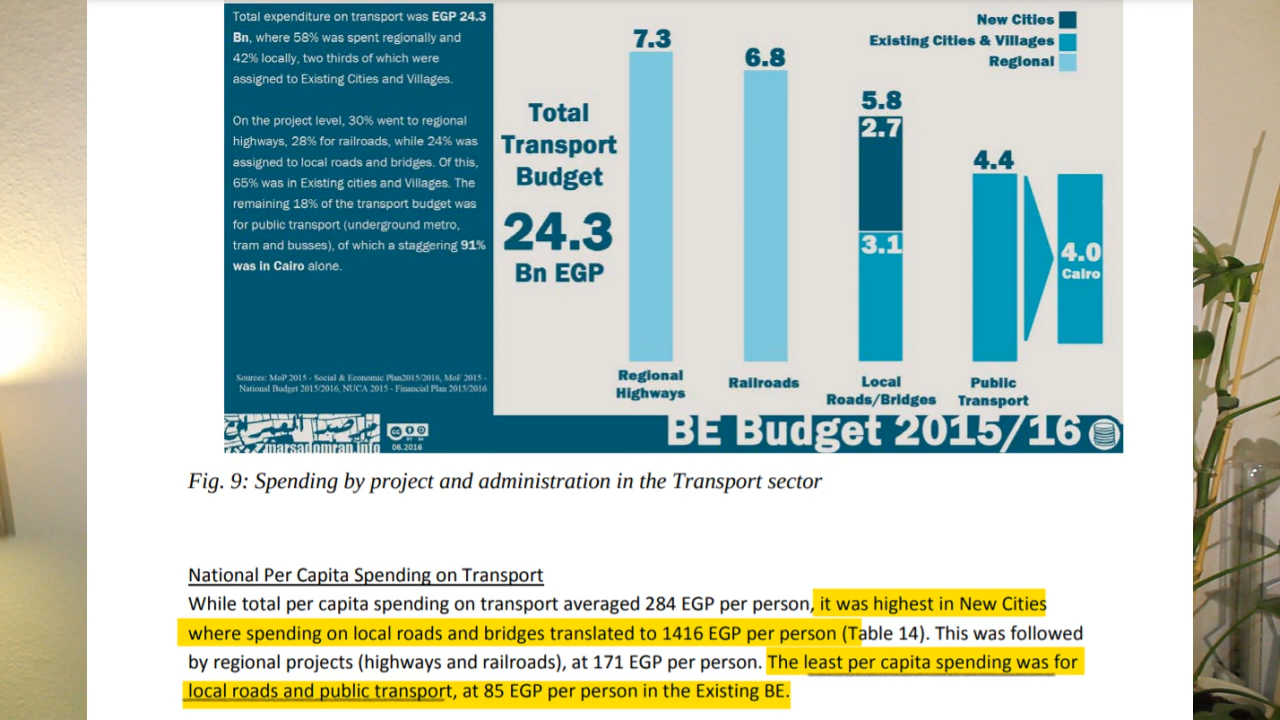 Total expenditure on transport was EGP 24.3
Bn, where 58% was spent regionally and
42% locally, two thirds of which were
assigned to Existing Cities and Villages.
On the project level, 30% went to regional
highways, 28% for railroads, while 24% was
assigned to local roads and bridges. Of this,
65% was in Existing cities and Villages. The
remaining 18% of the transport budget was
for public transport (underground metro,
tram and busses), of which a staggering 91%
was in Cairo alone.
Sources: MoP 2015 - Social & Economic Plan2015/2016, MoF 2015 -
National Budget 2015/2016, NUCA 2015 - Financial Plan 2015/2016
Total
Transport
Budget
24.3
Bn EGP
New Cities
Existing Cities & Villages
Regional
7.3
6.8
5.8
2.7
3.1
4.4
4.0
Cairo
Regional
Highways
Railroads
Local
Roads/Bridges
Public
Transport
marsadomran.info
cc
BY SA
06.2016
BE Budget 2015/16
Fig. 9: Spending by project and administration in the Transport sector
National Per Capita Spending on Transport
While total per capita spending on transport averaged 284 EGP per person, it was highest in New Cities
where spending on local roads and bridges translated to 1416 EGP per person (Table 14). This was followed
by regional projects (highways and railroads), at 171 EGP per person. The least per capita spending was for
local roads and public transport, at 85 EGP per person in the Existing BE.